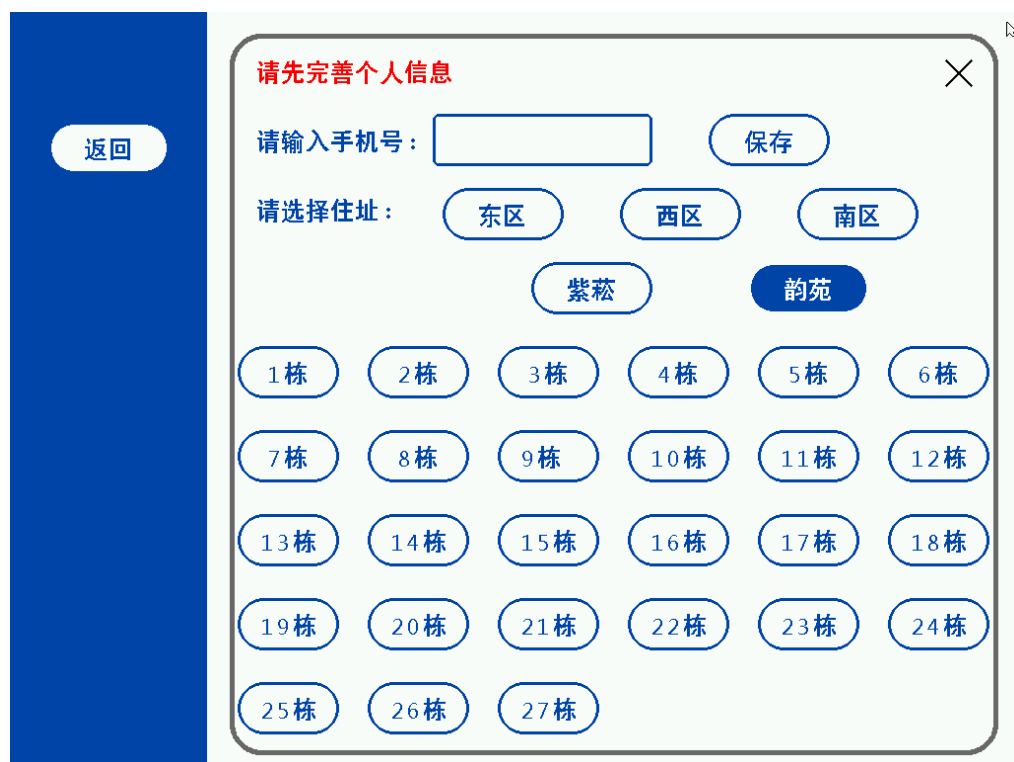 返回
请先完善个人信息
请输入手机号： 保存
请选择住址： 东区 西区 南区
紫菘 韵苑
1栋 2栋 3栋 4栋 5栋 6栋
7栋 8栋 9栋 10栋 11栋 12栋
13栋 14栋 15栋 16栋 17栋 18栋
19栋 20栋 21栋 22栋 23栋 24栋
25栋 26栋 27栋